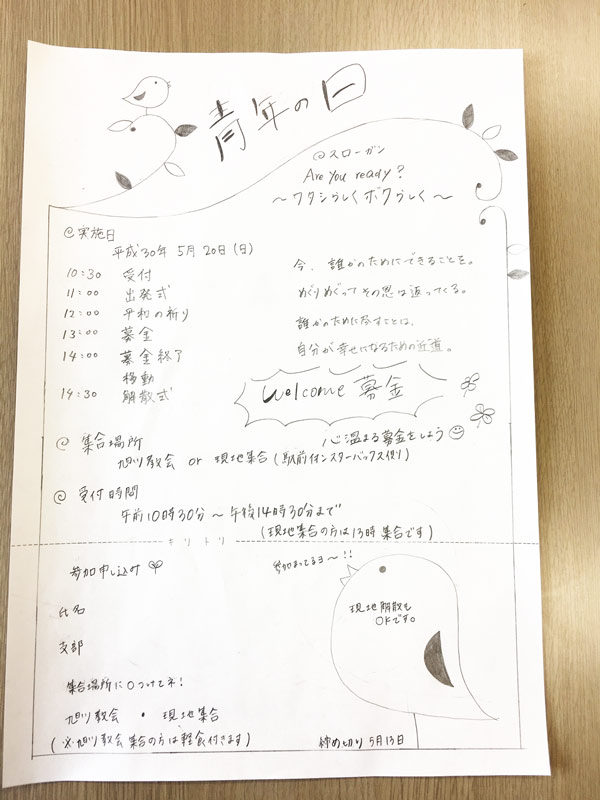 青年の日
@スローガン
Are you ready?
～ワタシらしくボクらしく～
@実施日
平成30年 5月20日(日)
10:30 受付
11:00 出発式
12:00 平和の祈り
13:00 募金
14:00 募金終了
移動
14:30 解散式
今、誰かのためにできることを。
めぐりめぐってその恩は返ってくる。
誰かのために尽すことは、
自分が幸せになるための近道。
Welcome 募金
心温まる募金をしよう
@ 集合場所
旭川教会 or 現地集合(駅前イオンスターバックス側)
@ 受付時間
午前10時30分～午後14時30分まで
(現地集合の方は13時集合です)
キリトリ
参加申し込み
参加まってるヨ～!!
氏名
現地解散も
OKです。
支部
集合場所に○つけてネ!
旭川教会 ・ 現地集合
(※旭川教会集合の方は軽食付きます)
締め切り 5月13日